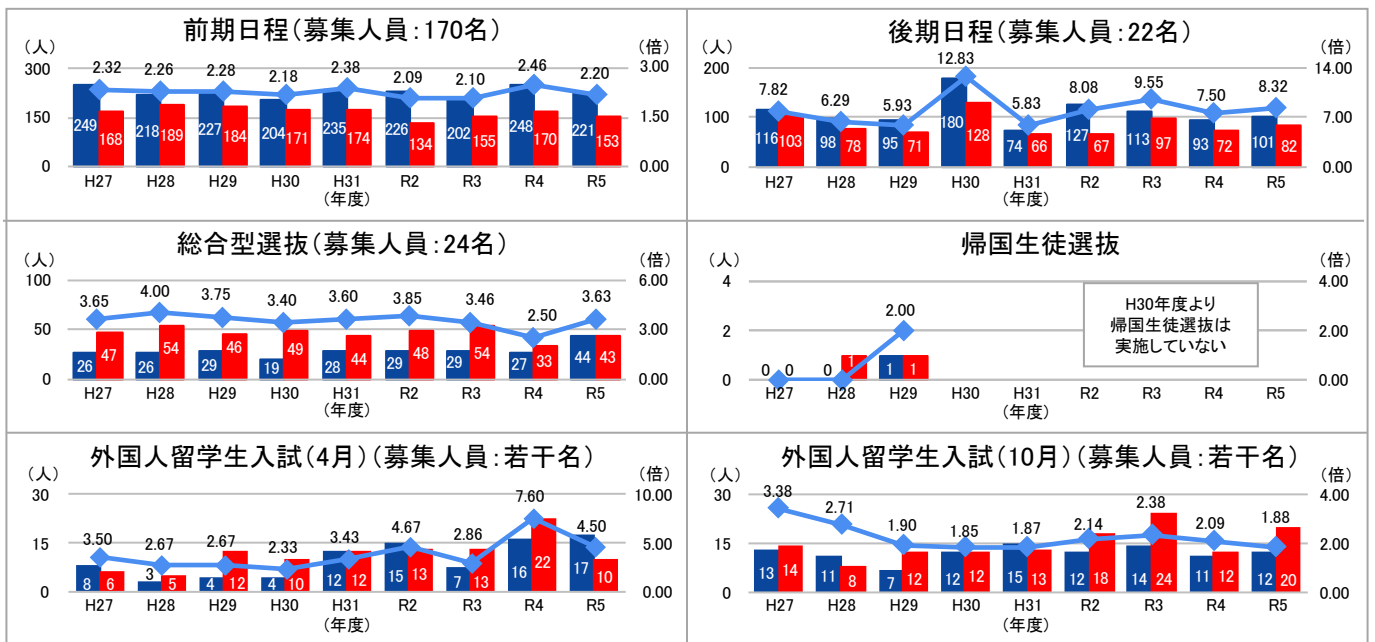 前期日程(募集人員:170名)
(人) (倍)
2.32 2.26 2.28 2.18 2.38 2.09 2.10 2.46 2.20
300 3.00
150 1.50
0 0.00
249 168 218 189 227 184 204 171 235 174 226 134 202 155 248 170 221 153
H27 H28 H29 H30 H31 R2 R3 R4 R5
(年度)
後期日程(募集人員:22名)
(人) (倍)
7.82 6.29 5.93 12.83 5.83 8.08 9.55 7.50 8.32
200 14.00
100 7.00
0 0.00
116 103 98 78 95 71 180 128 74 66 127 67 113 97 93 72 101 82
H27 H28 H29 H30 H31 R2 R3 R4 R5
(年度)
総合型選抜(募集人員:24名)
(人) (倍)
3.65 4.00 3.75 3.40 3.60 3.85 3.46 2.50 3.63
100 6.00
50 3.00
0 0.00
26 47 26 54 29 46 19 49 28 44 29 48 29 54 27 33 44 43
H27 H28 H29 H30 H31 R2 R3 R4 R5
(年度)
帰国生徒選抜
(人) (倍)
4 4.00
2 2.00
0 0.00
2.00
H30年度より
帰国生徒選抜は
実施していない
0 0 0 1 1 1
H27 H28 H29 H30 H31 R2 R3 R4 R5
(年度)
外国人留学生入試(4月)(募集人員:若干名)
(人) (倍)
3.50 2.67 2.67 2.33 3.43 4.67 2.86 7.60 4.50
30 10.00
15 5.00
0 0.00
8 6 3 5 4 12 4 10 12 12 15 13 7 13 16 22 17 10
H27 H28 H29 H30 H31 R2 R3 R4 R5
(年度)
外国人留学生入試(10月)(募集人員:若干名)
(人) (倍)
3.38 2.71 1.90 1.85 1.87 2.14 2.38 2.09 1.88
30 4.00
15 2.00
0 0.00
13 14 11 8 7 12 12 12 15 13 12 18 14 24 11 12 12 20
H27 H28 H29 H30 H31 R2 R3 R4 R5
(年度)